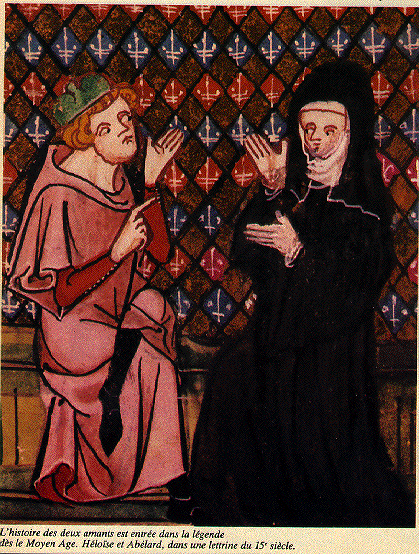 L'histoire des deux amants est entrée dans la légende
dès le Moyen Age. Héloïse et Abélard, dans une lettrine du 15e siècle.